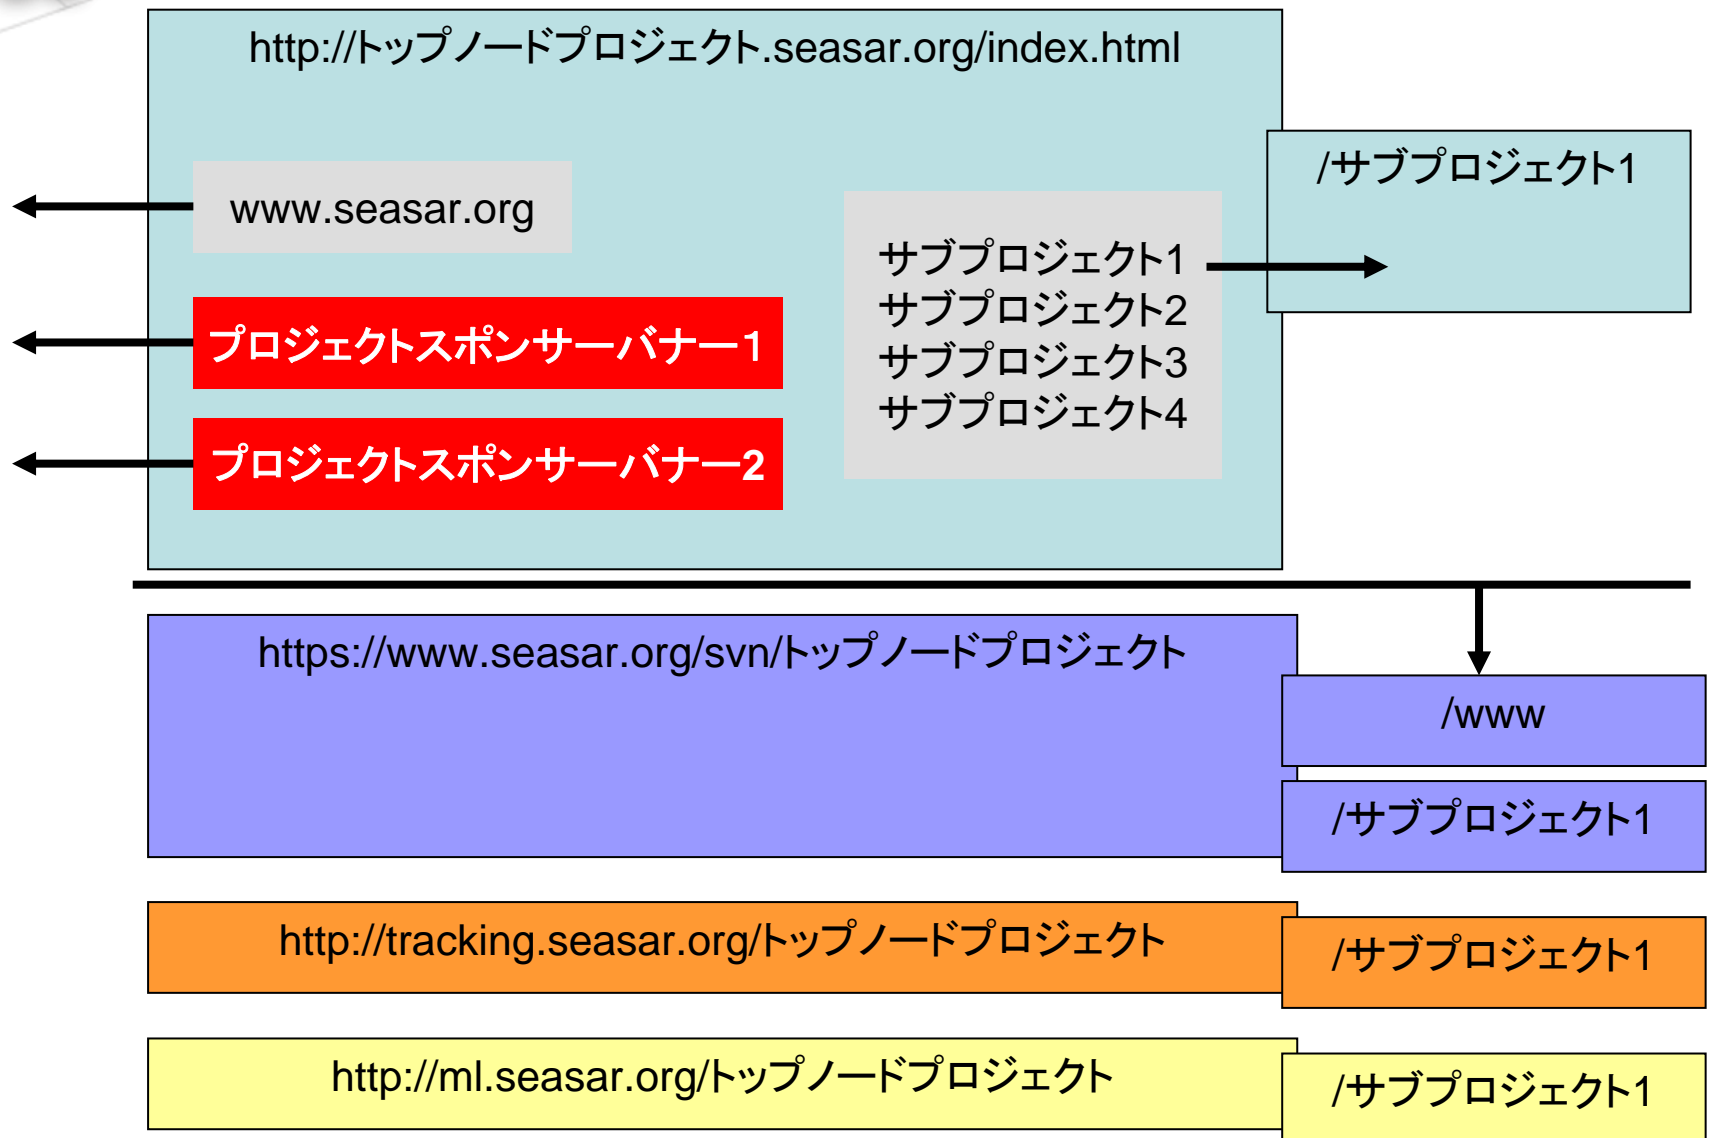 http://トップノードプロジェクト.seasar.org/index.html
/サブプロジェクト1
www.seasar.org
サブプロジェクト1
サブプロジェクト2
サブプロジェクト3
サブプロジェクト4
プロジェクトスポンサーバナー１
プロジェクトスポンサーバナー2
https://www.seasar.org/svn/トップノードプロジェクト
/www
/サブプロジェクト1
http://tracking.seasar.org/トップノードプロジェクト
/サブプロジェクト1
http://ml.seasar.org/トップノードプロジェクト
/サブプロジェクト1